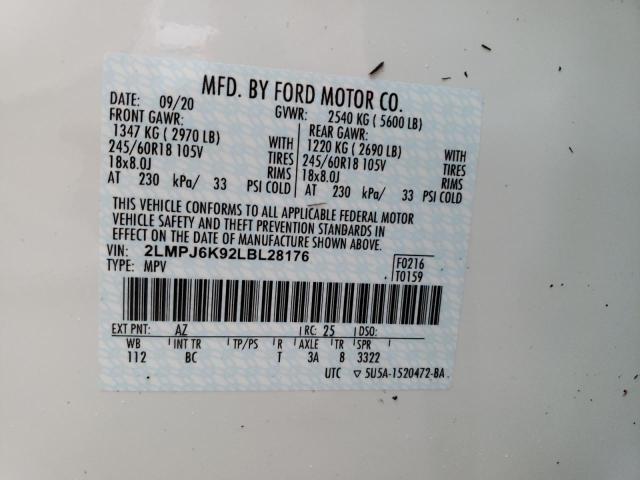 MFD. BY FORD MOTOR CO.
DATE: 09/20 GVWR: 2540 KG ( 5600 LB)
FRONT GAWR: REAR GAWR:
1347 KG ( 2970 LB) WITH 1220 KG ( 2690 LB) WITH
245/60R18 105V TIRES 245/60R18 105V TIRES
18x8.0J RIMS 18x8.0J RIMS
AT 230 kPa/ 33 PSI COLD AT 230 kPa/ 33 PSI COLD
THIS VEHICLE CONFORMS TO ALL APPLICABLE FEDERAL MOTOR
VEHICLE SAFETY AND THEFT PREVENTION STANDARDS IN
EFFECT ON THE DATE OF MANUFACTURE SHOWN ABOVE.
VIN: 2LMPJ6K92LBL28176 F0216
TYPE: MPV T0159
EXT PNT: AZ RC: 25 DSO:
WB INT TR TP/PS R AXLE TR SPR
112 BC T 3A 8 3322
UTC ▽ 5U5A-1520472-BA